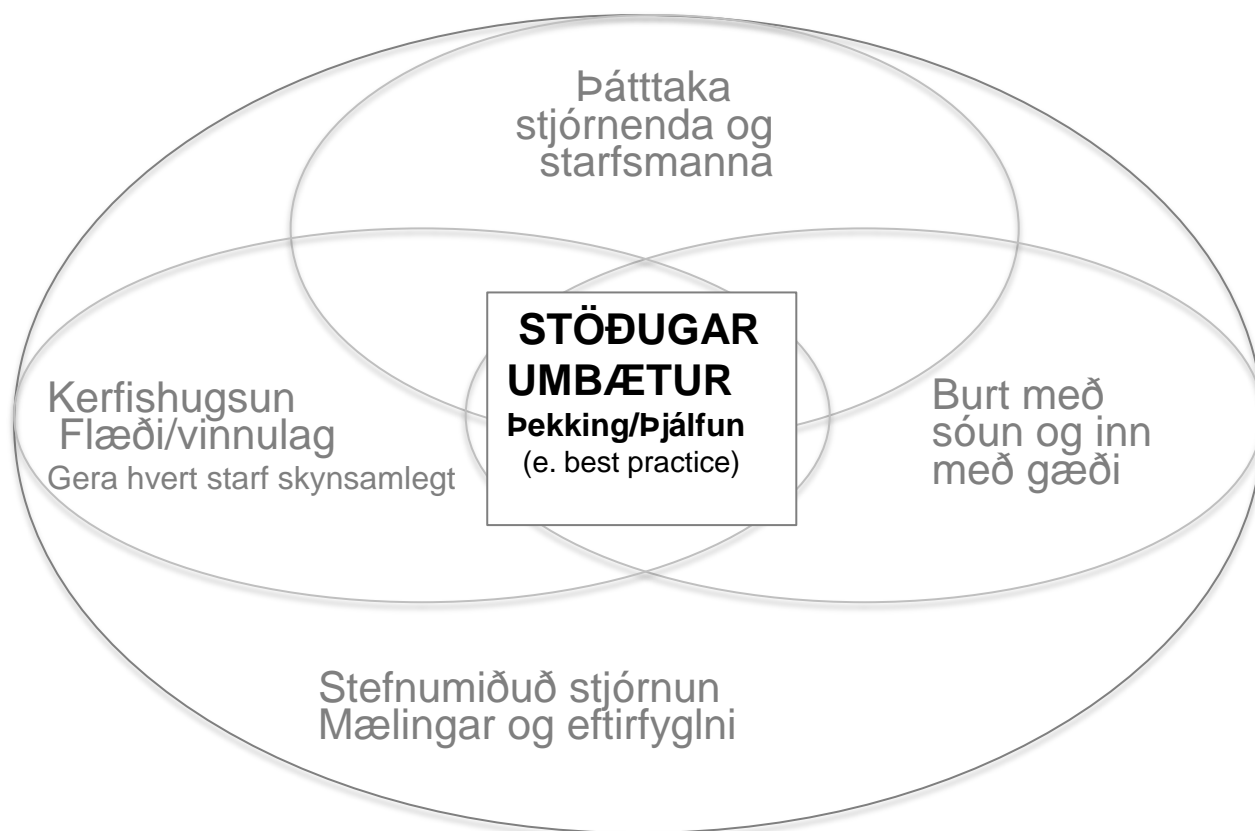 Þátttaka
stjórnenda og
starfsmanna
STÖÐUGAR
UMBÆTUR
Þekking/Þjálfun
(e. best practice)
Kerfishugsun
Flæði/vinnulag
Gera hvert starf skynsamlegt
Burt með
sóun og inn
með gæði
Stefnumiðuð stjórnun
Mælingar og eftirfyglni